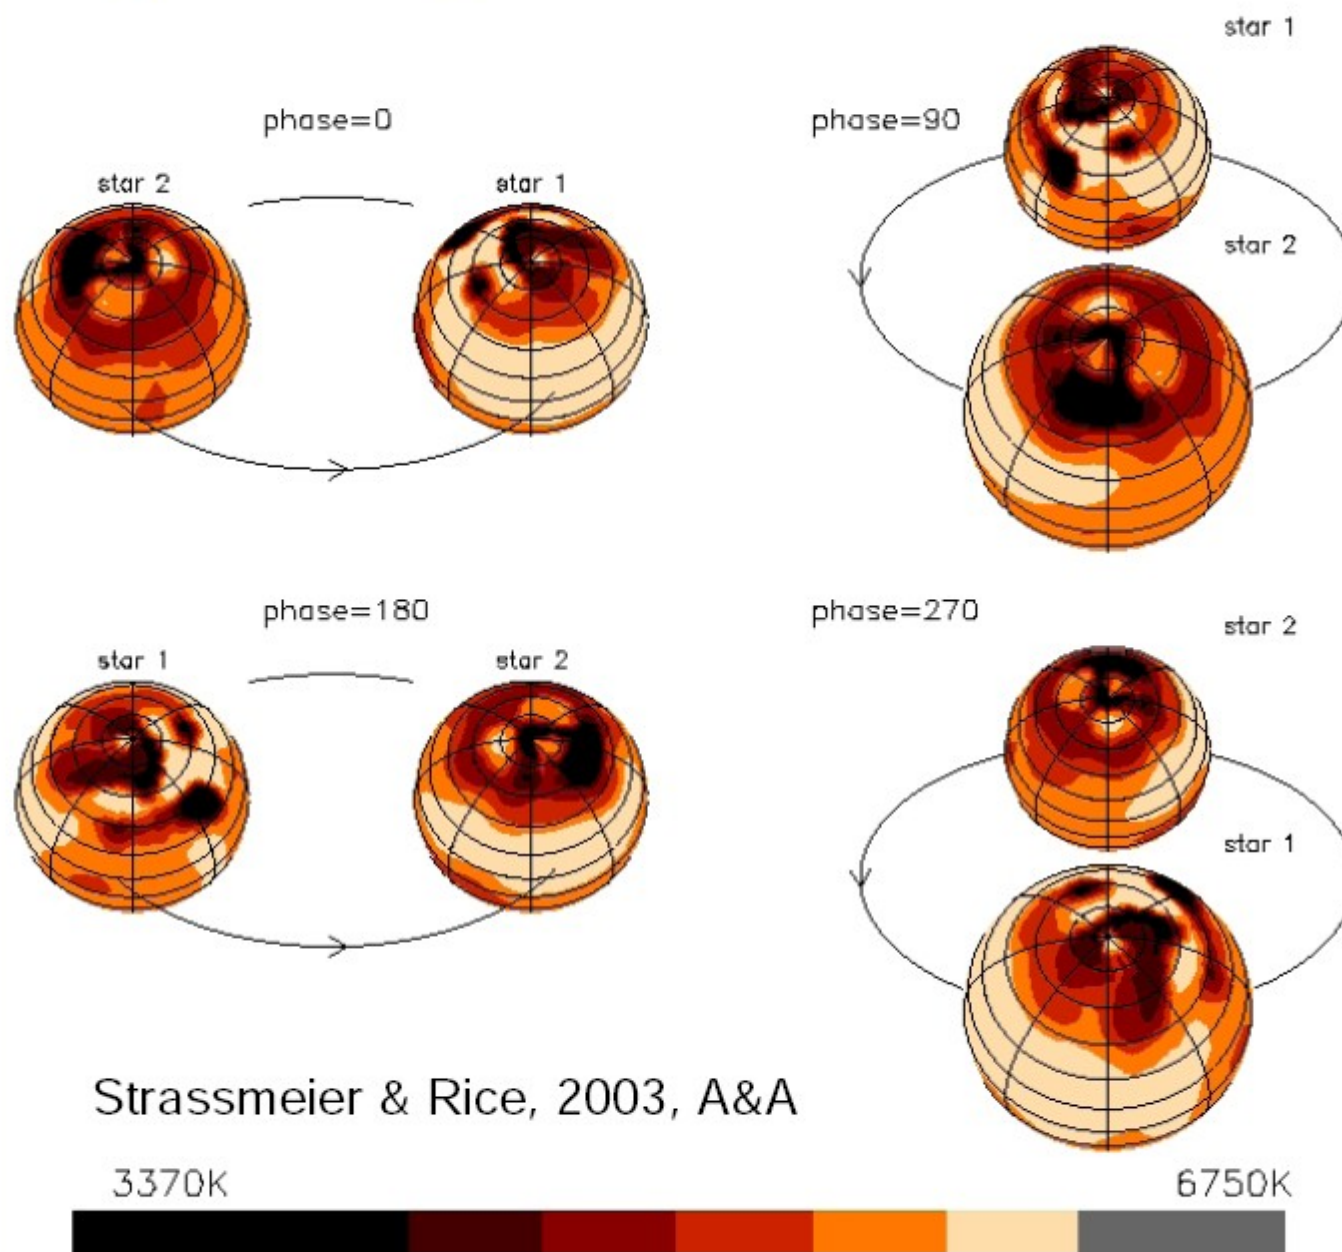 phase=0
star 2
star 1
phase=90
star 1
star 2
phase=180
star 1
star 2
phase=270
star 2
star 1
Strassmeier & Rice, 2003, A&A
3370K
6750K